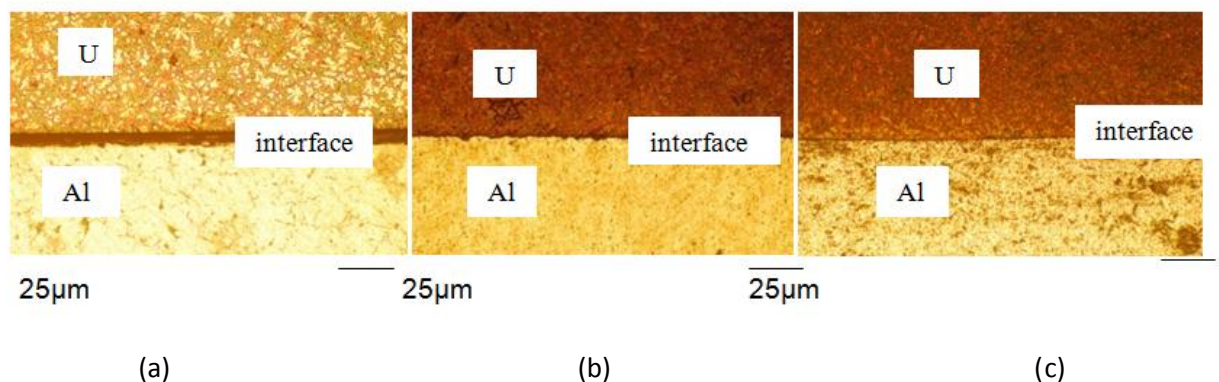 U
interface
Al
25μm
(a)
U
interface
Al
25μm
(b)
U
interface
Al
25μm
(c)